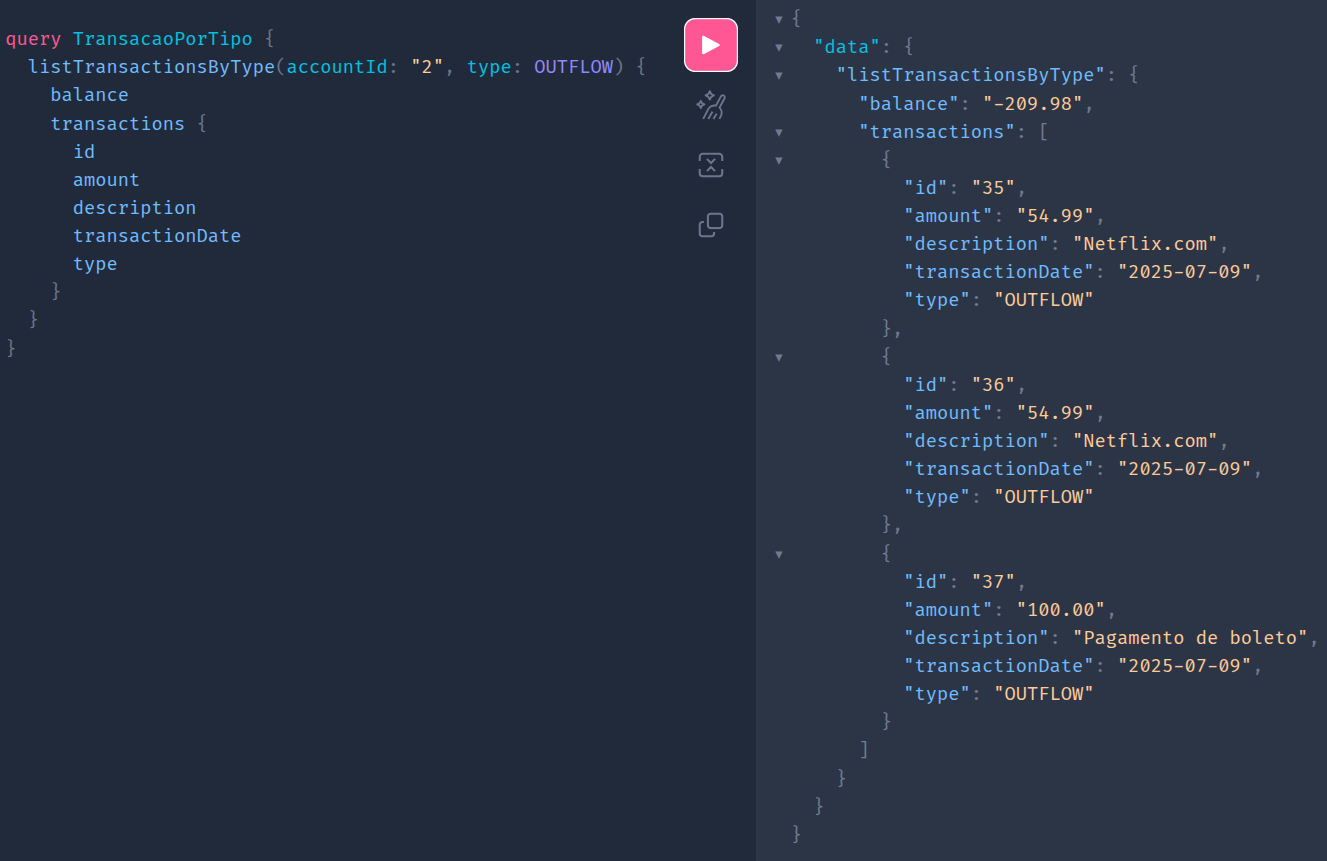 query TransacaoPorTipo {
  listTransactionsByType(accountId: "2", type: OUTFLOW) {
    balance
    transactions {
      id
      amount
      description
      transactionDate
      type
    }
  }
}
{
  "data": {
    "listTransactionsByType": {
      "balance": "-209.98",
      "transactions": [
        {
          "id": "35",
          "amount": "54.99",
          "description": "Netflix.com",
          "transactionDate": "2025-07-09",
          "type": "OUTFLOW"
        },
        {
          "id": "36",
          "amount": "54.99",
          "description": "Netflix.com",
          "transactionDate": "2025-07-09",
          "type": "OUTFLOW"
        },
        {
          "id": "37",
          "amount": "100.00",
          "description": "Pagamento de boleto",
          "transactionDate": "2025-07-09",
          "type": "OUTFLOW"
        }
      ]
    }
  }
}